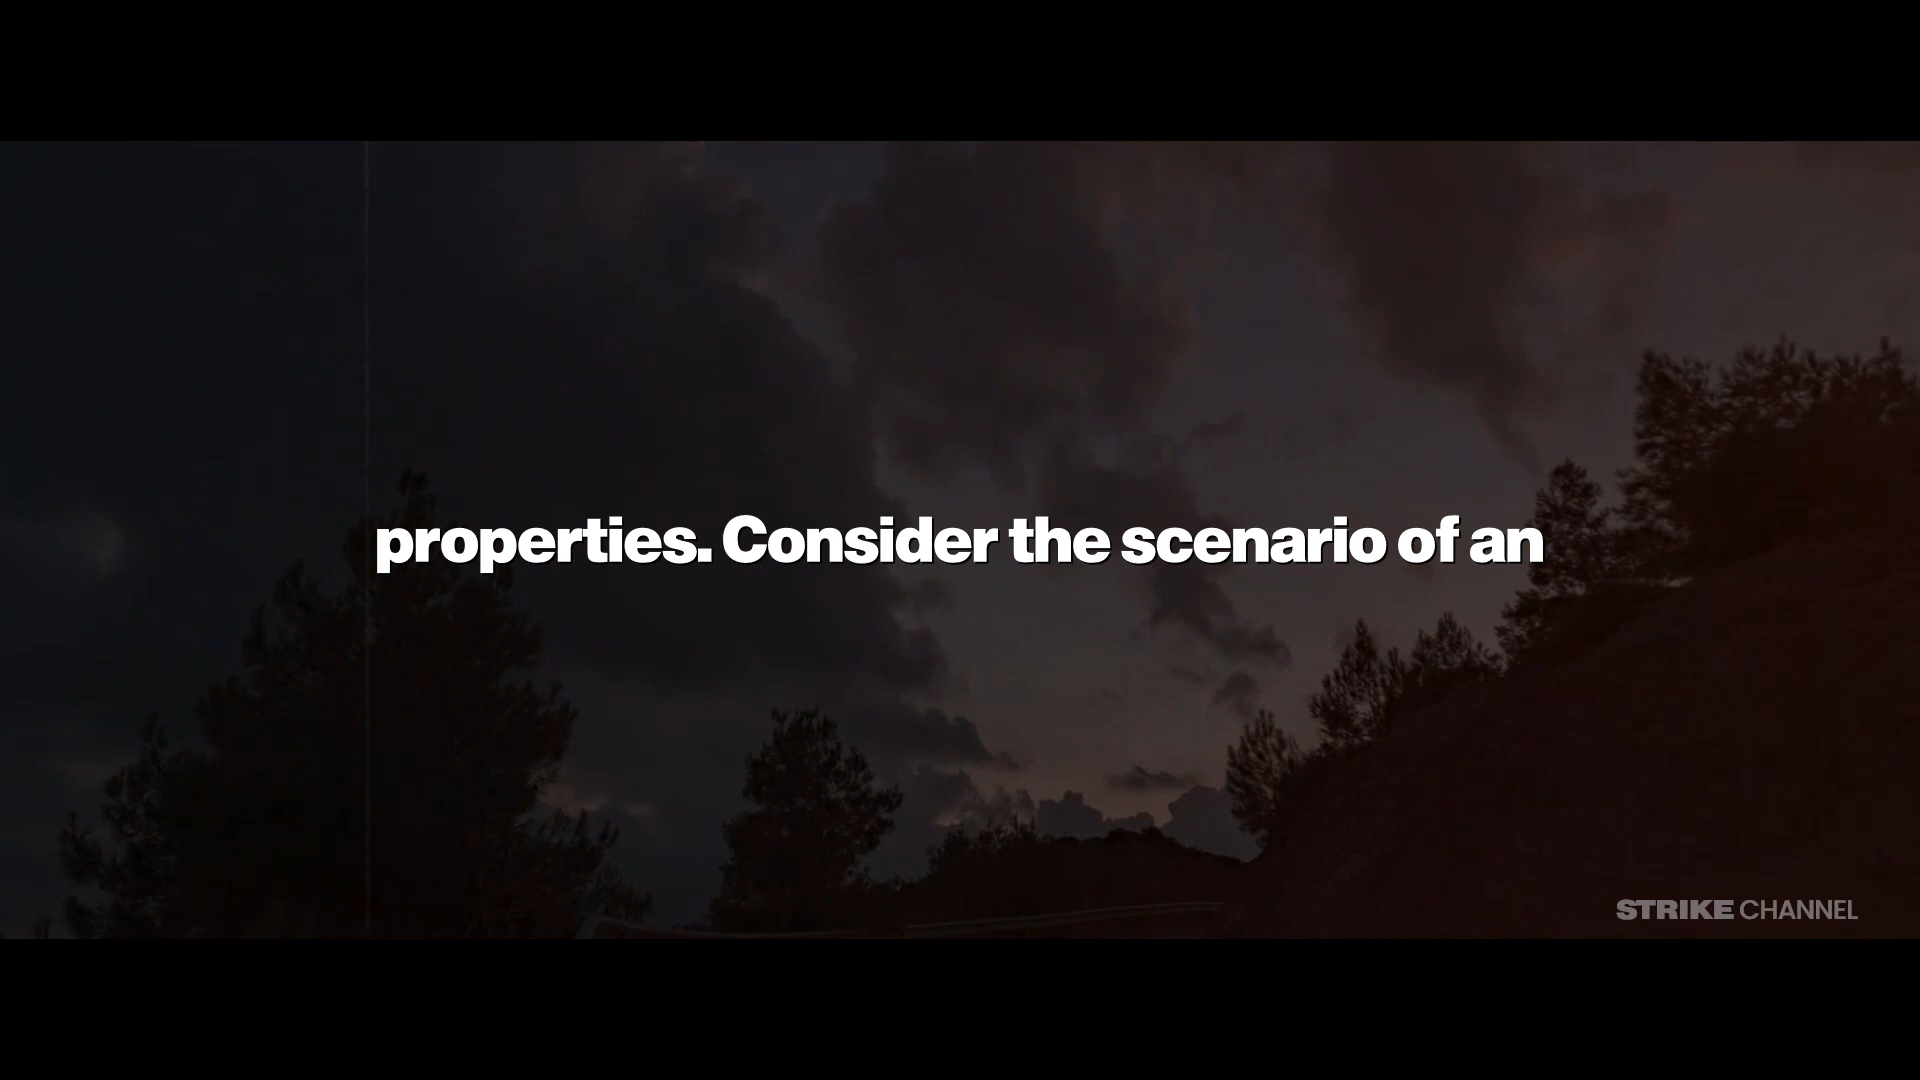 properties. Consider the scenario of an
STRIKE CHANNEL